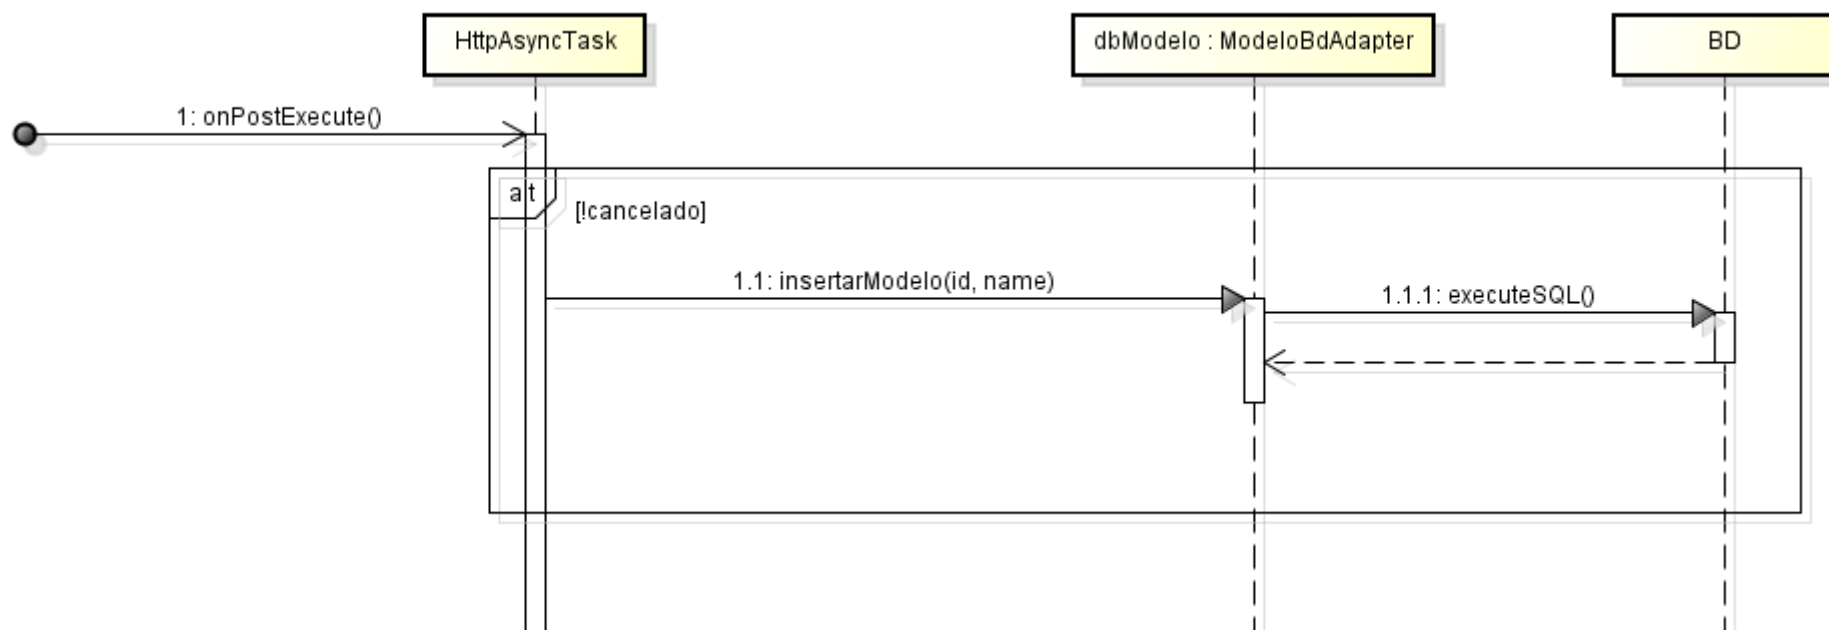 HttpAsyncTask
dbModelo : ModeloBdAdapter
BD
1: onPostExecute()
alt
[!cancelado]
1.1: insertarModelo(id, name)
1.1.1: executeSQL()